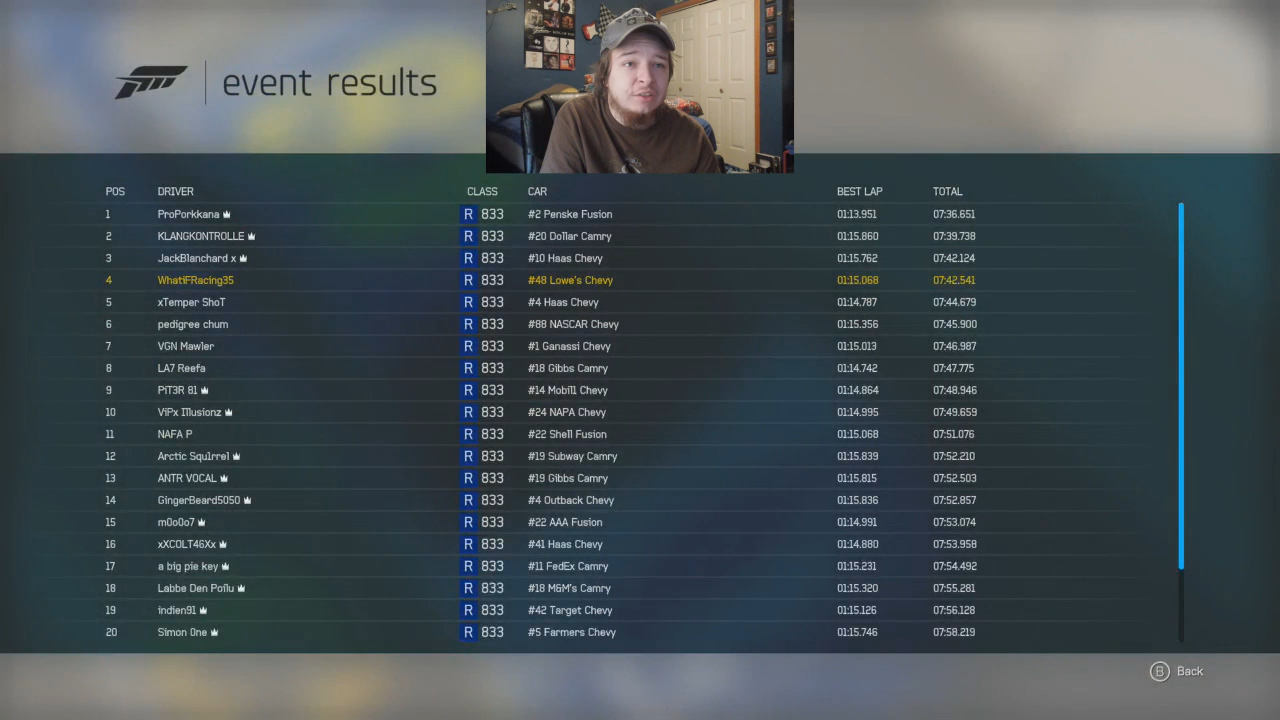 event results
POS DRIVER CLASS CAR BEST LAP TOTAL
1 ProPorkkana R 833 #2 Penske Fusion 01:13.951 07:36.651
2 KLANGKONTROLLE R 833 #20 Dollar Camry 01:15.860 07:39.738
3 JackBlanchard x R 833 #10 Haas Chevy 01:15.762 07:42.124
4 WhatiFRacing35 R 833 #48 Lowe's Chevy 01:15.068 07:42.541
5 xTemper ShoT R 833 #4 Haas Chevy 01:14.787 07:44.679
6 pedigree chum R 833 #88 NASCAR Chevy 01:15.356 07:45.900
7 VGN Mawler R 833 #1 Ganassi Chevy 01:15.013 07:46.987
8 LA7 Reefa R 833 #18 Gibbs Camry 01:14.742 07:47.775
9 PiT3R 81 R 833 #14 Mobil1 Chevy 01:14.864 07:48.946
10 ViPx Illusionz R 833 #24 NAPA Chevy 01:14.995 07:49.659
11 NAFA P R 833 #22 Shell Fusion 01:15.068 07:51.076
12 Arctic Squ1rrel R 833 #19 Subway Camry 01:15.839 07:52.210
13 ANTR VOCAL R 833 #19 Gibbs Camry 01:15.815 07:52.503
14 GingerBeard5050 R 833 #4 Outback Chevy 01:15.836 07:52.857
15 m0o0o7 R 833 #22 AAA Fusion 01:14.991 07:53.074
16 xXCOLT46Xx R 833 #41 Haas Chevy 01:14.880 07:53.958
17 a big pie key R 833 #11 FedEx Camry 01:15.231 07:54.492
18 Labbe Den Poilu R 833 #18 M&M's Camry 01:15.320 07:55.281
19 indien91 R 833 #42 Target Chevy 01:15.126 07:56.128
20 Simon 0ne R 833 #5 Farmers Chevy 01:15.746 07:58.219
B Back